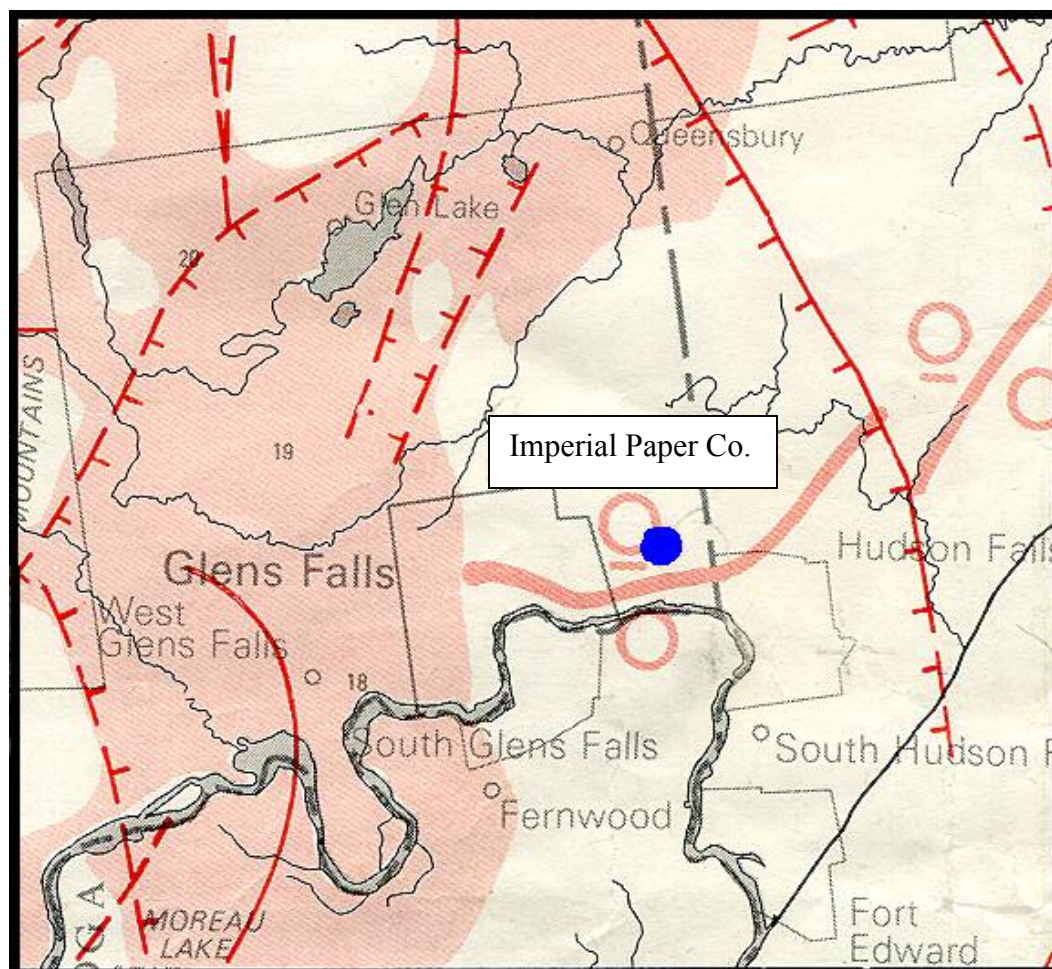 Queensbury
Glen Lake
20
MOUNTAINS
Imperial Paper Co.
19
Glens Falls
Hudson Falls
West
Glens Falls
18
South Glens Falls
South Hudson F
Fernwood
MOREAU
LAKE
Fort
Edward
OG A